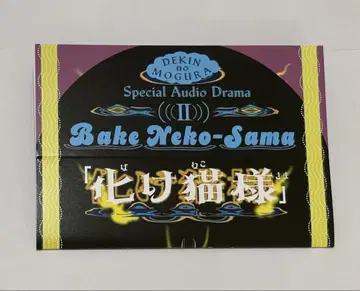 DEKIN
no
MOGURA
Special Audio Drama
II
Bake Neko-Sama
「化け猫様」